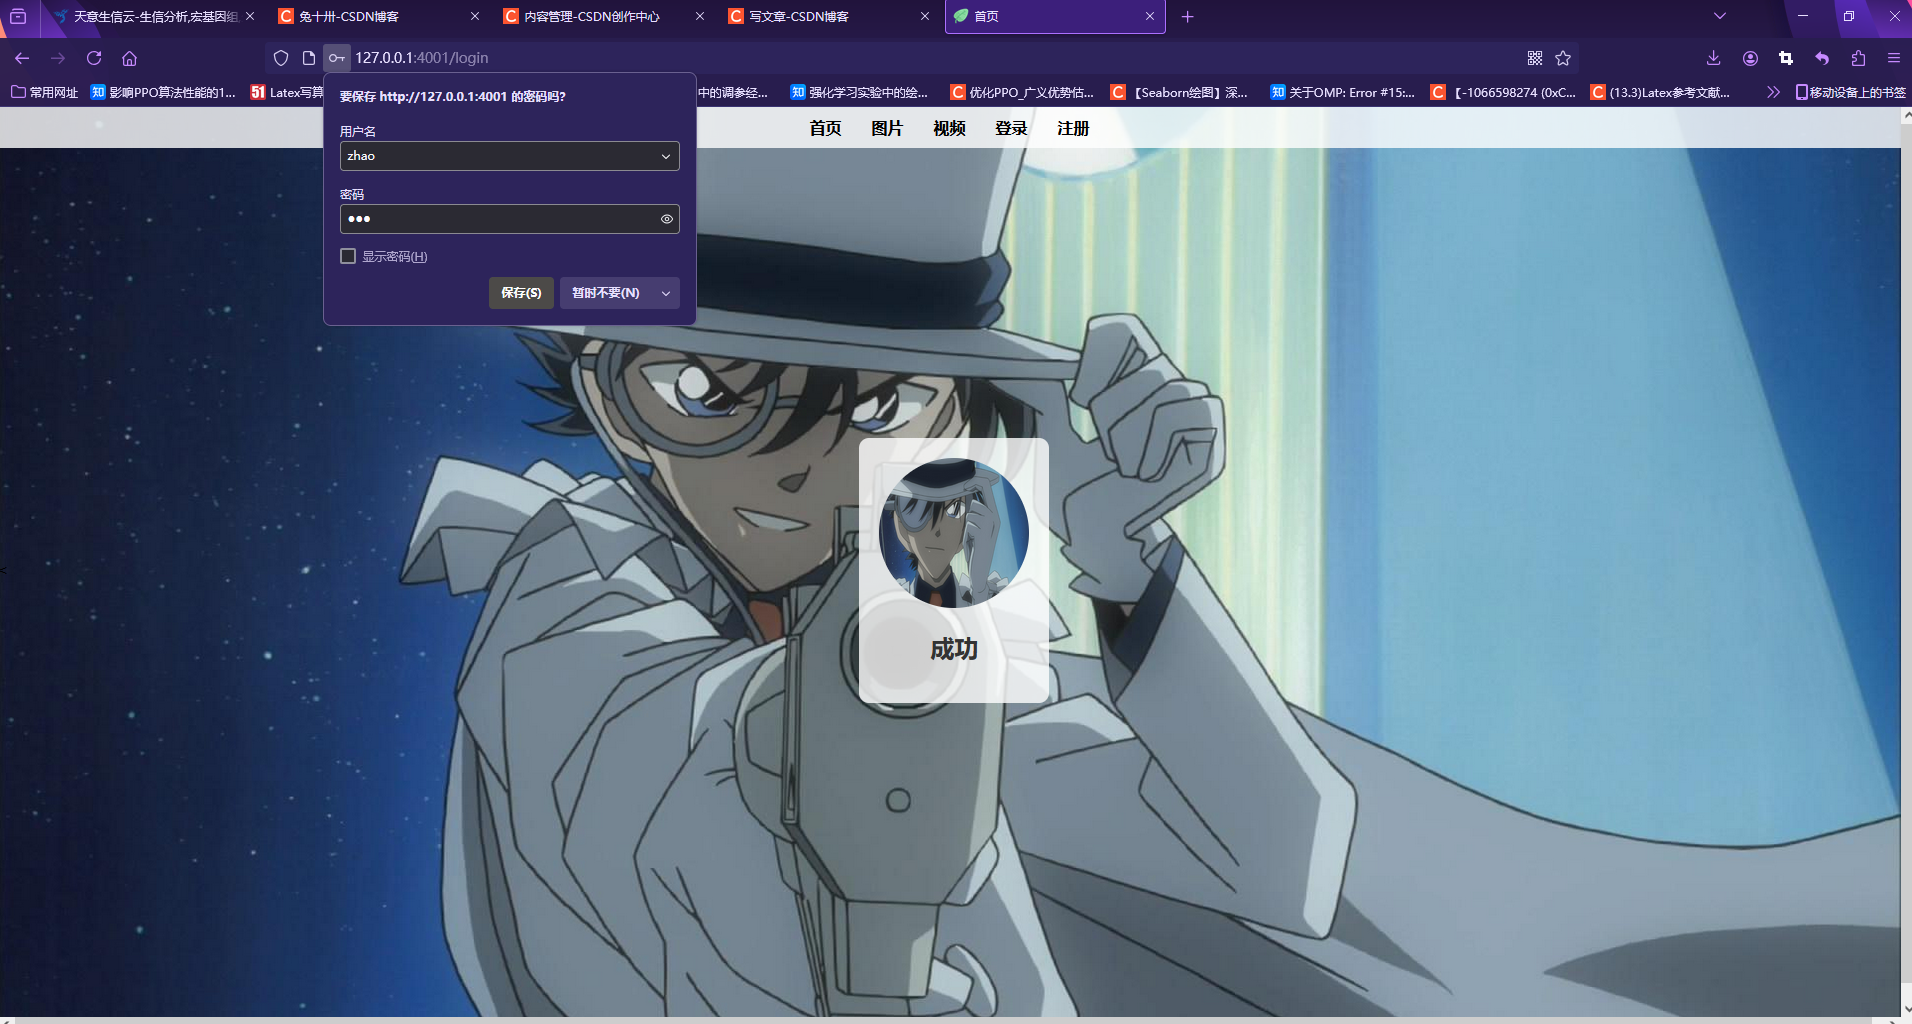 天意生信云-生信分析,宏基因组
兔十卅-CSDN博客
内容管理-CSDN创作中心
写文章-CSDN博客
首页
127.0.0.1:4001/login
常用网址
知 影响PPO算法性能的1...
51 Latex写算
中的调参经...
知 强化学习实验中的绘...
C 优化PPO_广义优势估...
C 【Seaborn绘图】深...
知 关于OMP: Error #15:...
C 【-1066598274 (0xC...
C (13.3)Latex参考文献...
移动设备上的书签
要保存 http://127.0.0.1:4001 的密码吗?
用户名
zhao
密码
显示密码(H)
保存(S)
暂时不要(N)
首页
图片
视频
登录
注册
成功